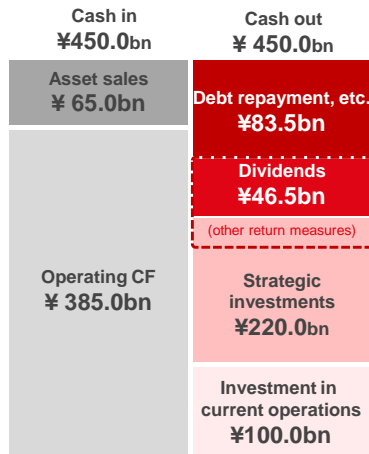 Cash in
¥450.0bn
Cash out
¥ 450.0bn
Asset sales
¥ 65.0bn
Operating CF
¥ 385.0bn
Debt repayment, etc.
¥83.5bn
Dividends
¥46.5bn
(other return measures)
Strategic
investments
¥220.0bn
Investment in
current operations
¥100.0bn